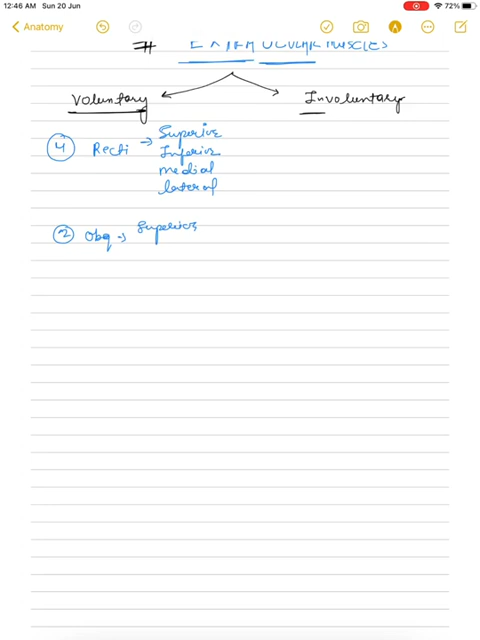 12:46 AM Sun 20 Jun
72%
Anatomy
# EXTRA OCULAR MUSCLES
Voluntary
Involuntary
4 Recti → Superior
Inferior
medial
lateral
2 Obq → Superior